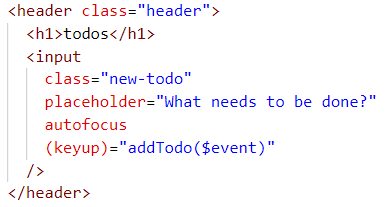 <header class="header">
<h1>todos</h1>
<input
class="new-todo"
placeholder="What needs to be done?"
autofocus
(keyup)="addTodo($event)"
/>
</header>